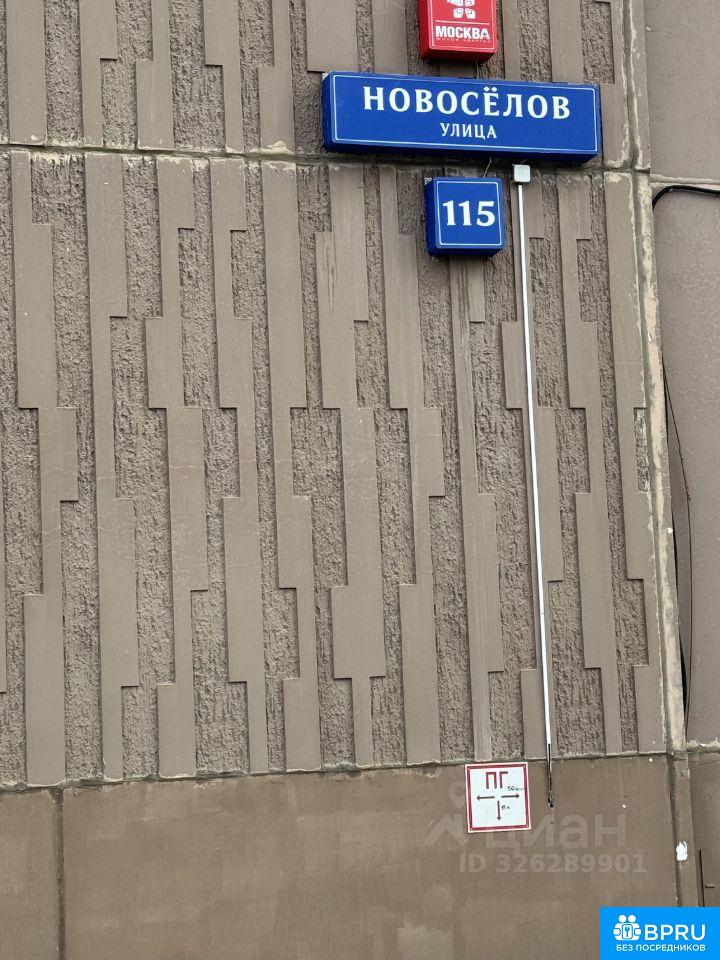 МОСКВА
НОВОСЁЛОВ
УЛИЦА
115
ПГ
циан
ID 326289901
BPRU
БЕЗ ПОСРЕДНИКОВ